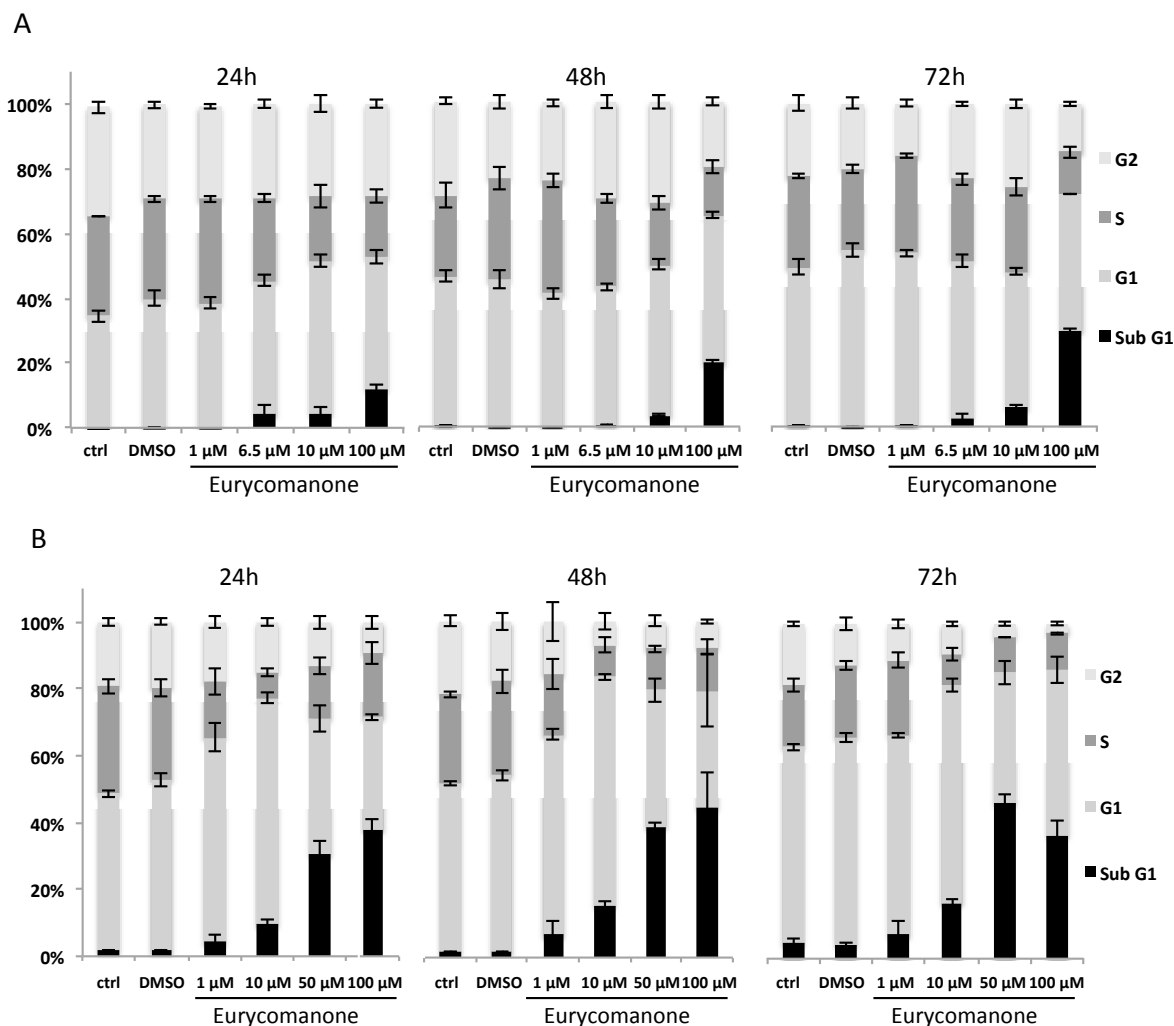 A
24h 48h 72h
100%
80%
60%
40%
20%
0%
G2
S
G1
Sub G1
ctrl DMSO 1 µM 6.5 µM 10 µM 100 µM ctrl DMSO 1 µM 6.5 µM 10 µM 100 µM ctrl DMSO 1 µM 6.5 µM 10 µM 100 µM
Eurycomanone Eurycomanone Eurycomanone
B
24h 48h 72h
100%
80%
60%
40%
20%
0%
G2
S
G1
Sub G1
ctrl DMSO 1 µM 10 µM 50 µM 100 µM ctrl DMSO 1 µM 10 µM 50 µM 100 µM ctrl DMSO 1 µM 10 µM 50 µM 100 µM
Eurycomanone Eurycomanone Eurycomanone